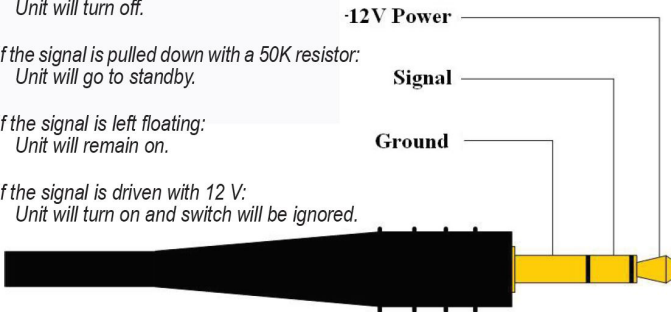 Unit will turn off.
f the signal is pulled down with a 50K resistor:
Unit will go to standby.
f the signal is left floating:
Unit will remain on.
f the signal is driven with 12 V:
Unit will turn on and switch will be ignored.
-12V Power
Signal
Ground